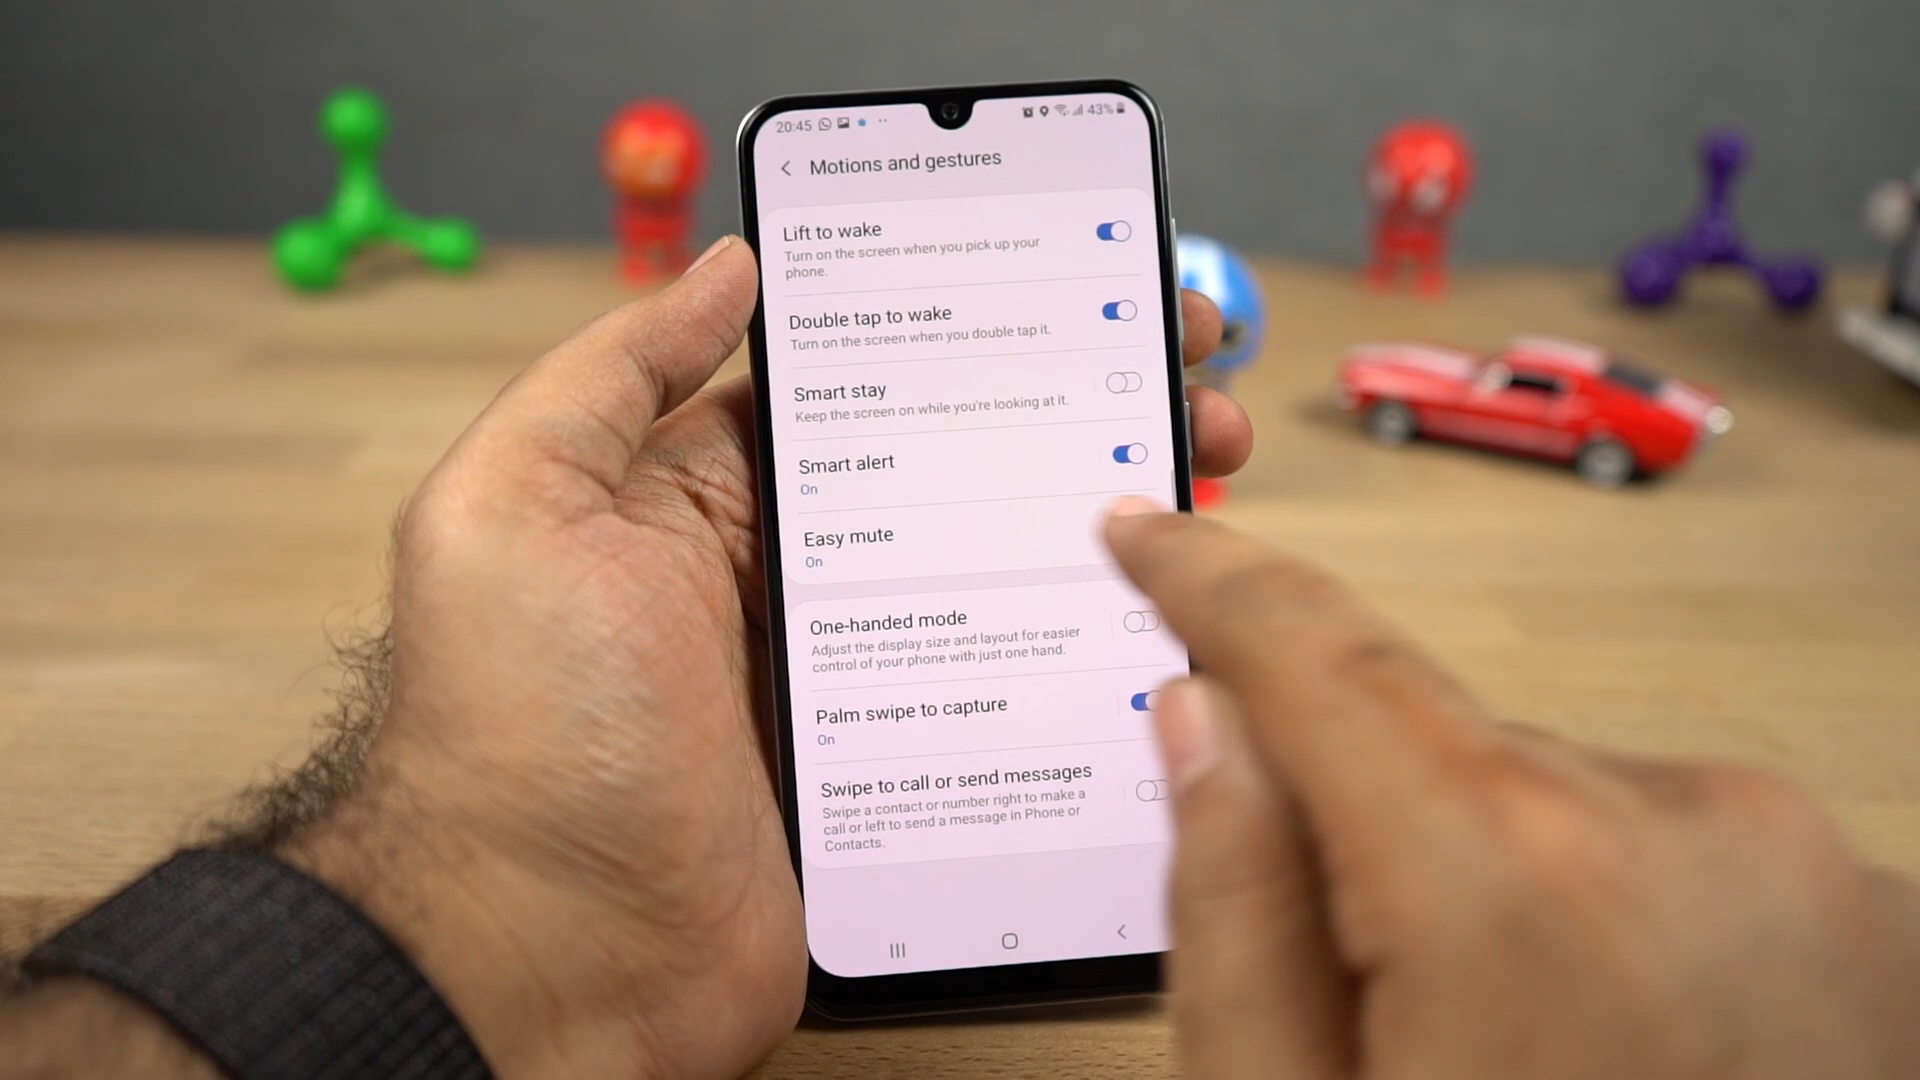 20:45
43%
Motions and gestures
Lift to wake
Turn on the screen when you pick up your
phone.
Double tap to wake
Turn on the screen when you double tap it.
Smart stay
Keep the screen on while you're looking at it.
Smart alert
On
Easy mute
On
One-handed mode
Adjust the display size and layout for easier
control of your phone with just one hand.
Palm swipe to capture
On
Swipe to call or send messages
Swipe a contact or number right to make a
call or left to send a message in Phone or
Contacts.